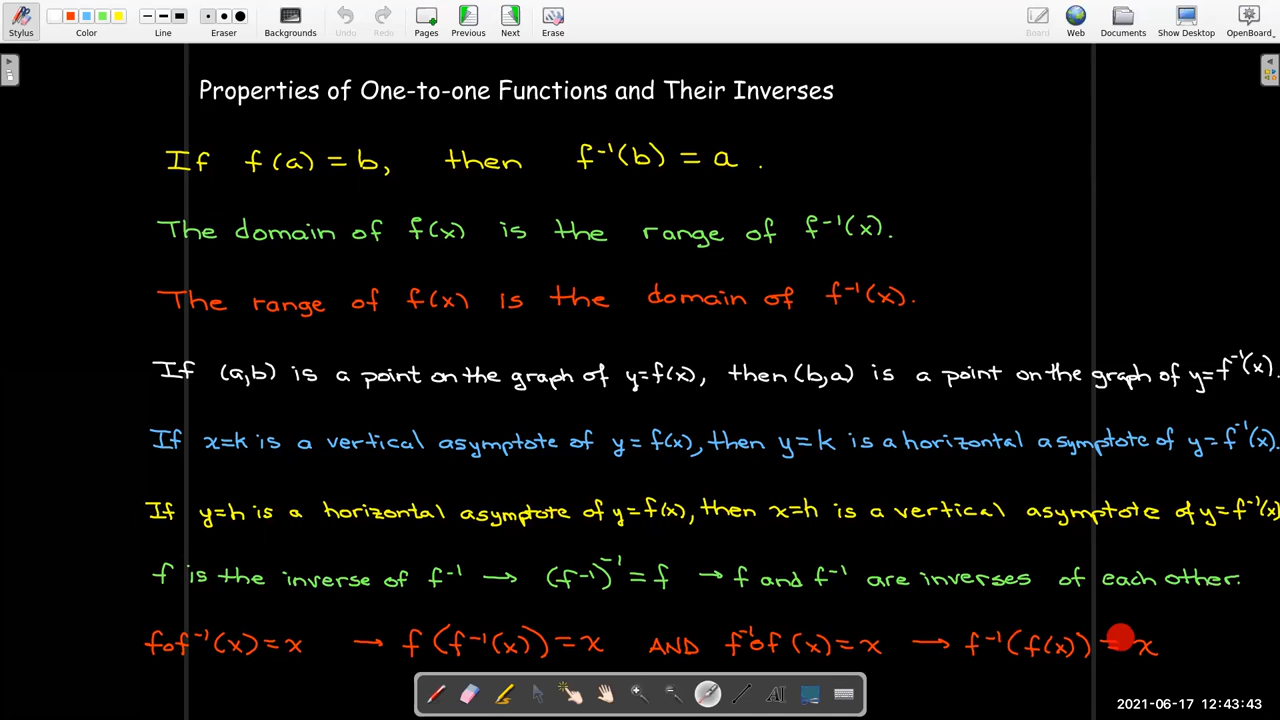 Stylus Color Line Eraser Backgrounds Undo Redo Pages Previous Next Erase Board Web Documents Show Desktop OpenBoard
Properties of One-to-one Functions and Their Inverses
If f(a) = b, then f⁻¹(b) = a .
The domain of f(x) is the range of f⁻¹(x).
The range of f(x) is the domain of f⁻¹(x).
If (a,b) is a point on the graph of y=f(x), then (b,a) is a point on the graph of y=f⁻¹(x).
If x=k is a vertical asymptote of y = f(x), then y=k is a horizontal asymptote of y=f⁻¹(x).
If y=h is a horizontal asymptote of y=f(x), then x=h is a vertical asymptote of y=f⁻¹(x)
f is the inverse of f⁻¹ → (f⁻¹)⁻¹ = f → f and f⁻¹ are inverses of each other.
fof⁻¹(x) = x → f(f⁻¹(x)) = x AND f⁻¹of(x) = x → f⁻¹(f(x)) = x
2021-06-17 12:43:43